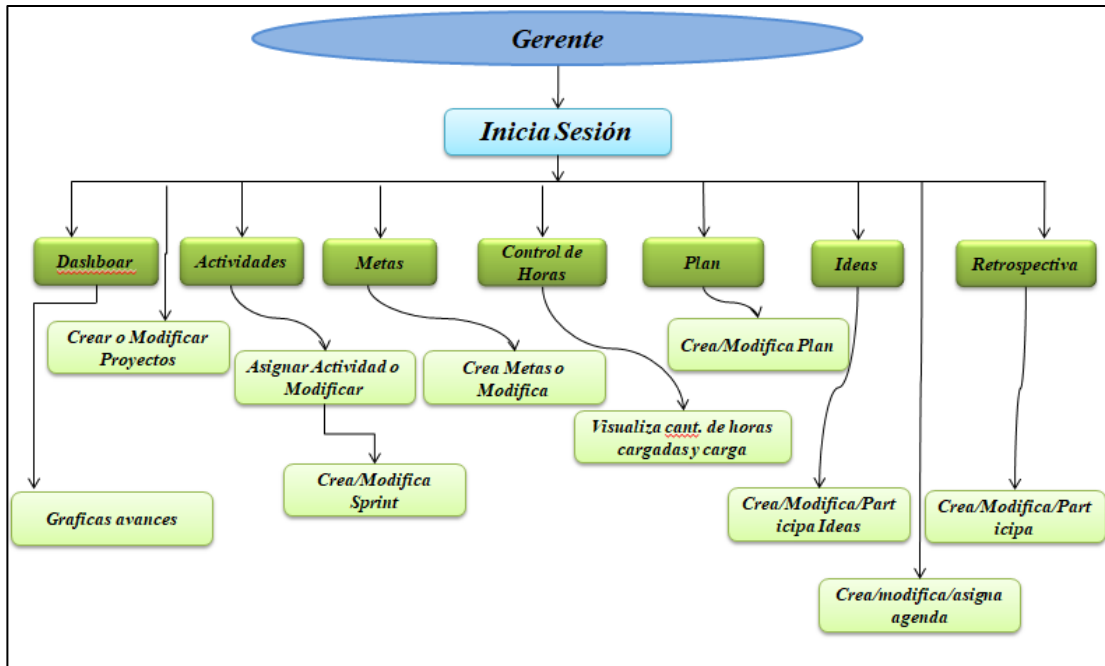 Gerente
Inicia Sesión
Dashboar
Actividades
Metas
Control de
Horas
Plan
Ideas
Retrospectiva
Crear o Modificar
Proyectos
Crea/Modifica Plan
Asignar Actividad o
Modificar
Crea Metas o
Modifica
Visualiza cant. de horas
cargadas y carga
Crea/Modifica
Sprint
Graficas avances
Crea/Modifica/Part
icipa Ideas
Crea/Modifica/Part
icipa
Crea/modifica/asigna
agenda